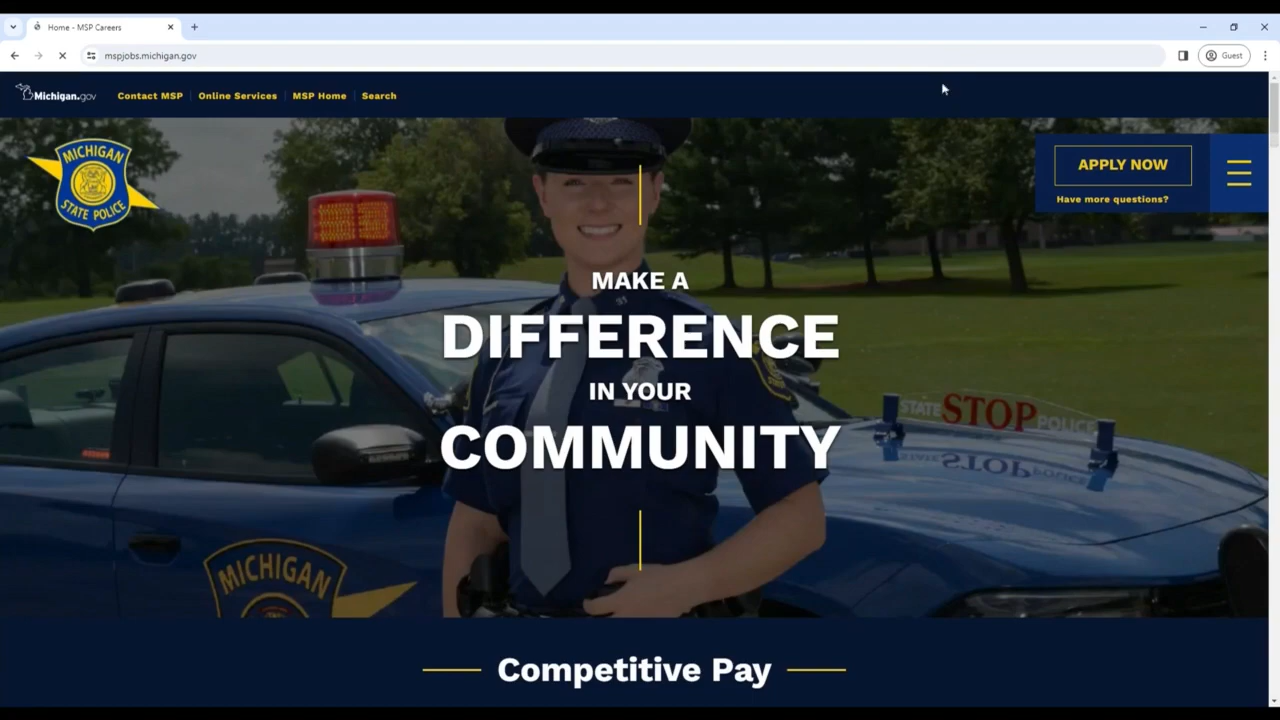 Home - MSP Careers
mspjobs.michigan.gov
Guest
Michigan.gov
Contact MSP
Online Services
MSP Home
Search
MICHIGAN
STATE POLICE
APPLY NOW
Have more questions?
MAKE A
DIFFERENCE
IN YOUR
COMMUNITY
51
STATE STOP POLICE
MICHIGAN
Competitive Pay